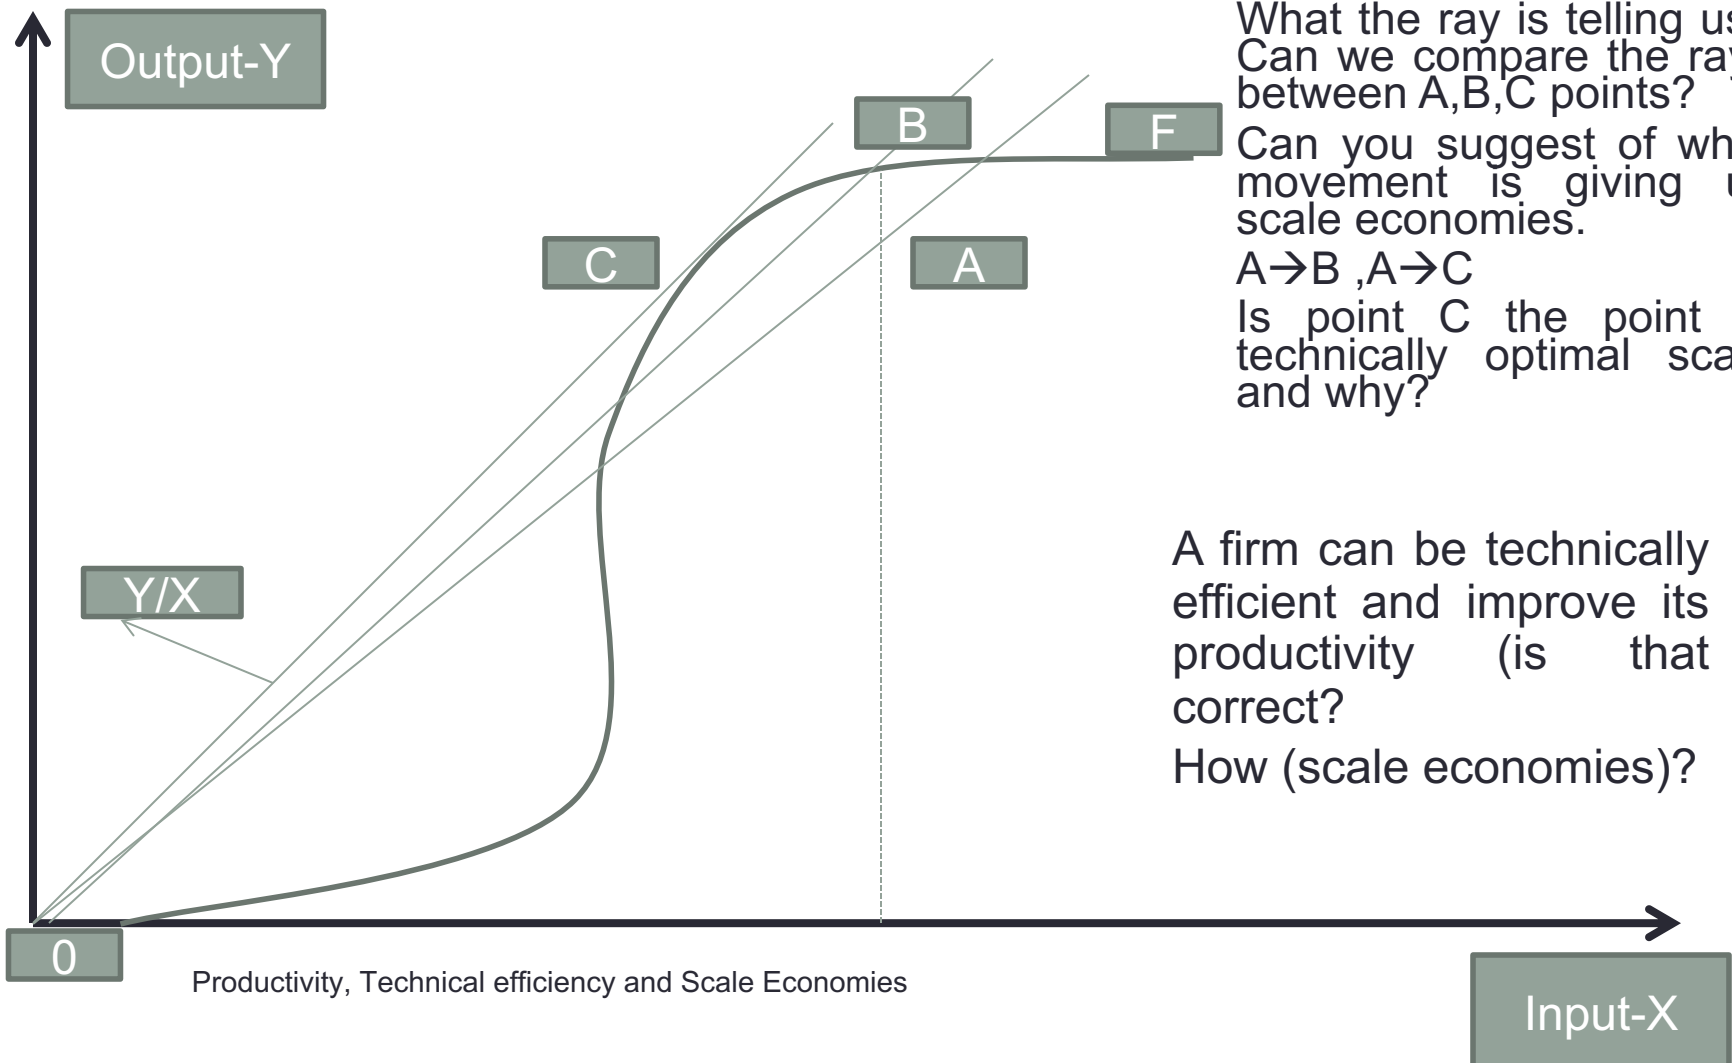 Output-Y
B
F
C
A
Y/X
0
Productivity, Technical efficiency and Scale Economies
Input-X
What the ray is telling us
Can we compare the ray
between A,B,C points?
Can you suggest of
movement is giving
scale economies.
A→B ,A→C
Is point C the point
technically optimal
and why?
A firm can be technically
efficient and improve its
productivity (is that
correct?
How (scale economies)?